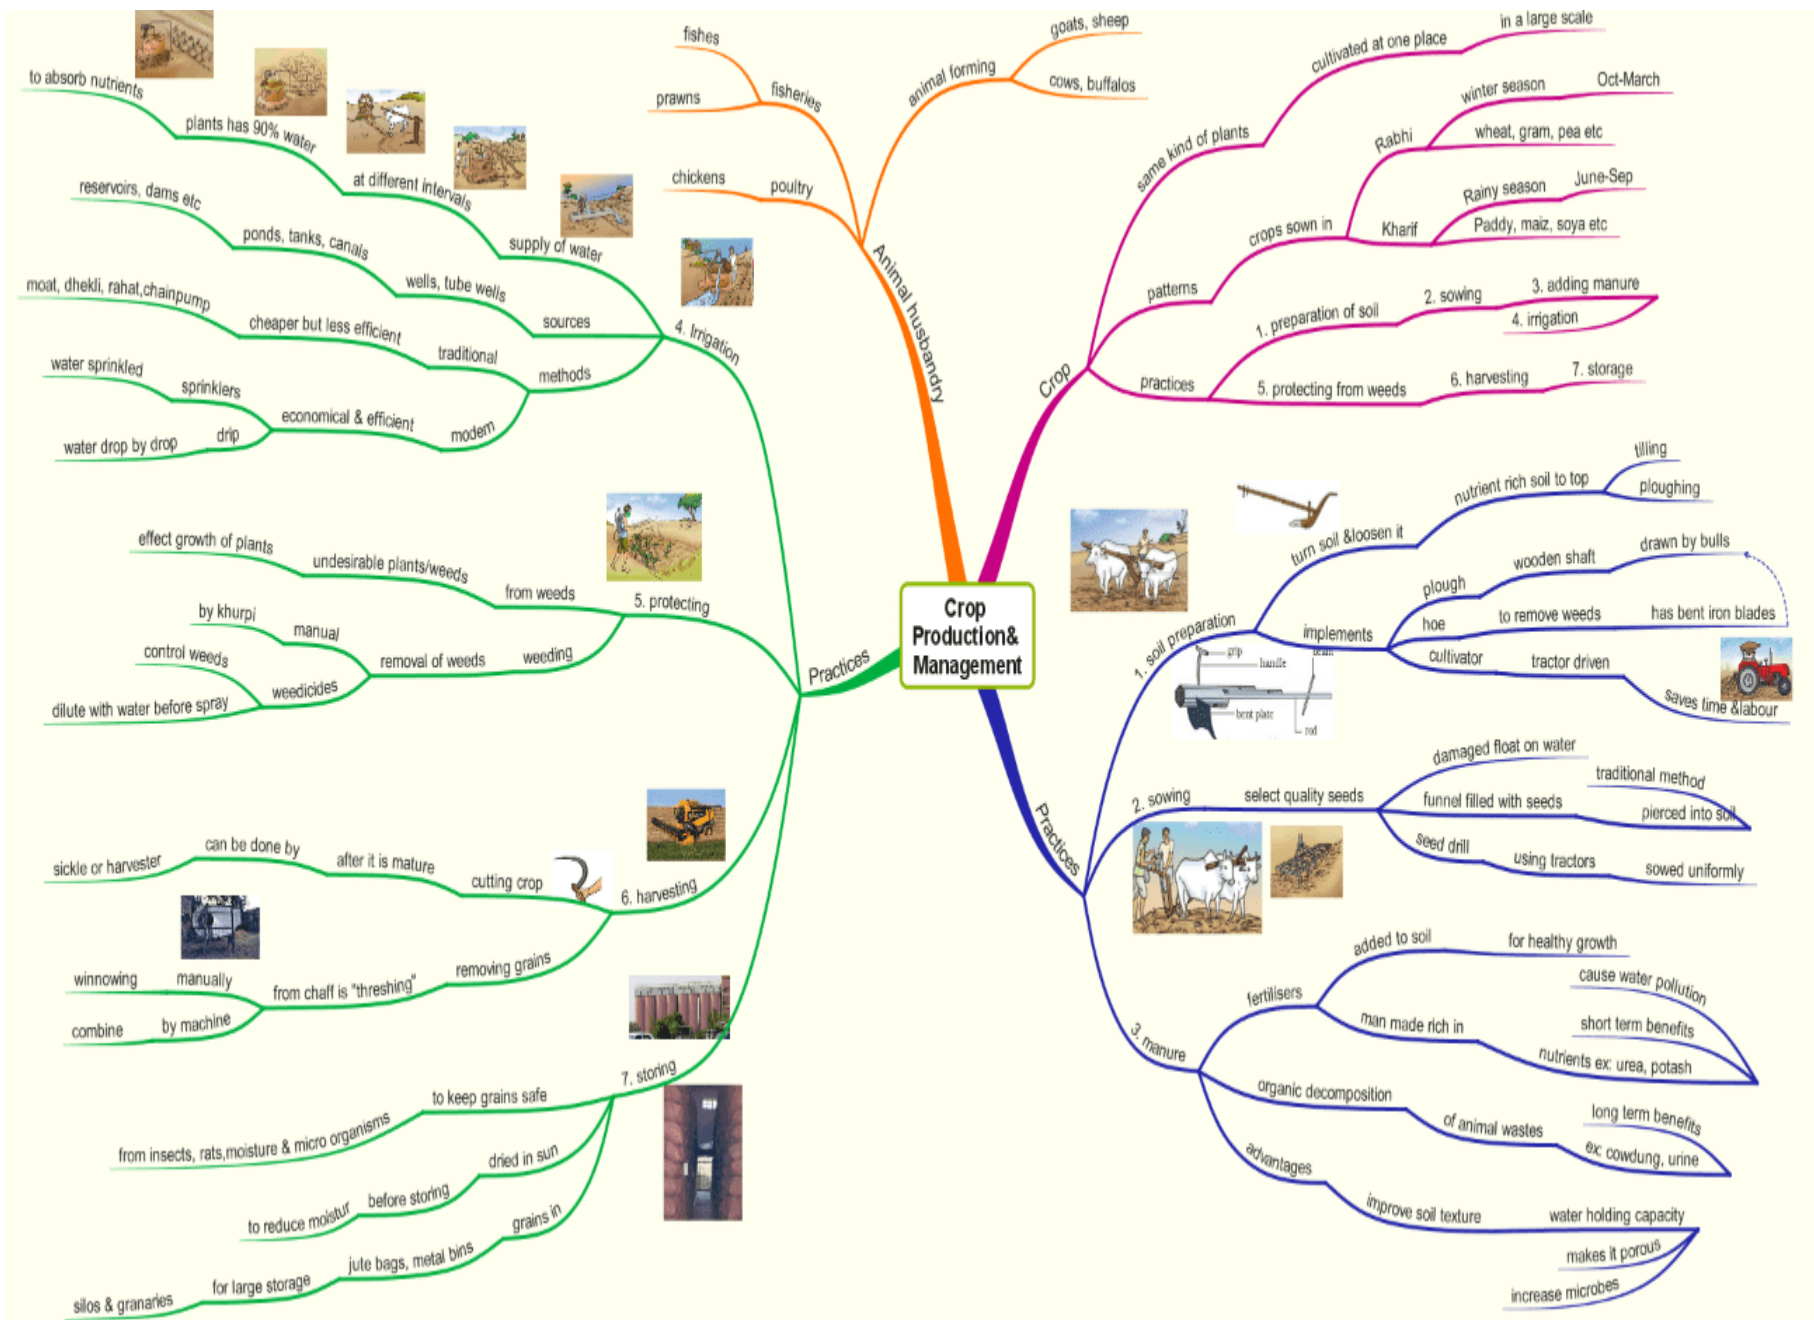 Crop
Production&
Management
Crop
same kind of plants
cultivated at one place
in a large scale
patterns
crops sown in
Rabhi
winter season
Oct-March
wheat, gram, pea etc
Kharif
Rainy season
June-Sep
Paddy, maiz, soya etc
practices
1. preparation of soil
2. sowing
3. adding manure
4. irrigation
5. protecting from weeds
6. harvesting
7. storage
Practices
1. soil preparation
turn soil &loosen it
nutrient rich soil to top
tilling
ploughing
implements
plough
wooden shaft
drawn by bulls
hoe
to remove weeds
has bent iron blades
cultivator
tractor driven
saves time &labour
grip
handle
bent plate
rod
2. sowing
select quality seeds
damaged float on water
funnel filled with seeds
pierced into soil
traditional method
seed drill
using tractors
sowed uniformly
3. manure
fertilisers
added to soil
for healthy growth
man made rich in
nutrients ex: urea, potash
cause water pollution
short term benefits
organic decomposition
of animal wastes
ex: cowdung, urine
long term benefits
advantages
improve soil texture
water holding capacity
makes it porous
increase microbes
Animal husbandry
animal forming
goats, sheep
cows, buffalos
fisheries
fishes
prawns
poultry
chickens
Practices
4. Irrigation
supply of water
at different intervals
plants has 90% water
to absorb nutrients
sources
wells, tube wells
ponds, tanks, canals
reservoirs, dams etc
methods
traditional
cheaper but less efficient
moat, dhekli, rahat,chainpump
modern
economical & efficient
sprinklers
water sprinkled
drip
water drop by drop
5. protecting
from weeds
undesirable plants/weeds
effect growth of plants
weeding
removal of weeds
manual
by khurpi
weedicides
control weeds
dilute with water before spray
6. harvesting
cutting crop
after it is mature
can be done by
sickle or harvester
removing grains
from chaff is "threshing"
manually
winnowing
by machine
combine
7. storing
to keep grains safe
from insects, rats,moisture & micro organisms
dried in sun
before storing
to reduce moistur
grains in
jute bags, metal bins
for large storage
silos & granaries